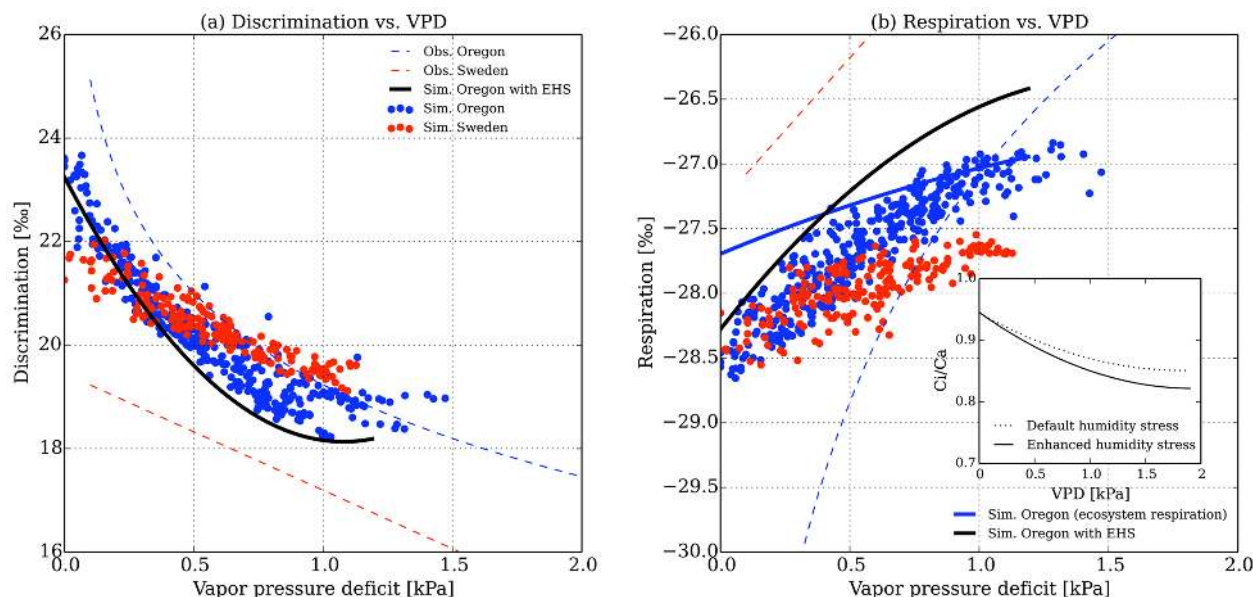 (a) Discrimination vs. VPD
26
24
22
20
18
16
Discrimination [‰]
0.0
0.5
1.0
1.5
2.0
Vapor pressure deficit [kPa]
Obs. Oregon
Obs. Sweden
Sim. Oregon with EHS
Sim. Oregon
Sim. Sweden
(b) Respiration vs. VPD
−26.0
−26.5
−27.0
−27.5
−28.0
−28.5
−29.0
−29.5
−30.0
Respiration [‰]
0.0
0.5
1.0
1.5
2.0
Vapor pressure deficit [kPa]
1.0
0.9
0.8
0.7
Ci/Ca
Default humidity stress
Enhanced humidity stress
0
0.5
1.0
1.5
2
VPD [kPa]
Sim. Oregon (ecosystem respiration)
Sim. Oregon with EHS